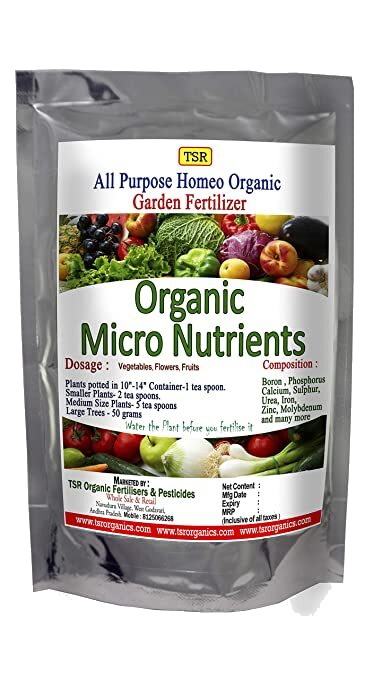 TSR
All Purpose Homeo Organic
Garden Fertilizer
Organic
Micro Nutrients
Dosage :
Vegetables, Flowers, Fruits
Plants potted in 10"-14" Container-1 tea spoon.
Smaller Plants- 2 tea spoons.
Medium Size Plants- 5 tea spoons
Large Trees - 50 grams
Composition :
Boron , Phosphorus
Calcium, Sulphur,
Urea, Iron,
Zinc, Molybdenum
and many more
Water the Plant before you fertilise it
MARKETED BY :
TSR Organic Fertilisers & Pesticides
Whole Sale & Retail
Navuduru Village, West Godavari,
Andhra Pradesh. Mobile : 8125066268
Net Content :
Mfg Date :
Expiry :
MRP :
(Inclusive of all taxes )
www.tsrorganics.com www.tsrorganics.com www.tsrorganics.com